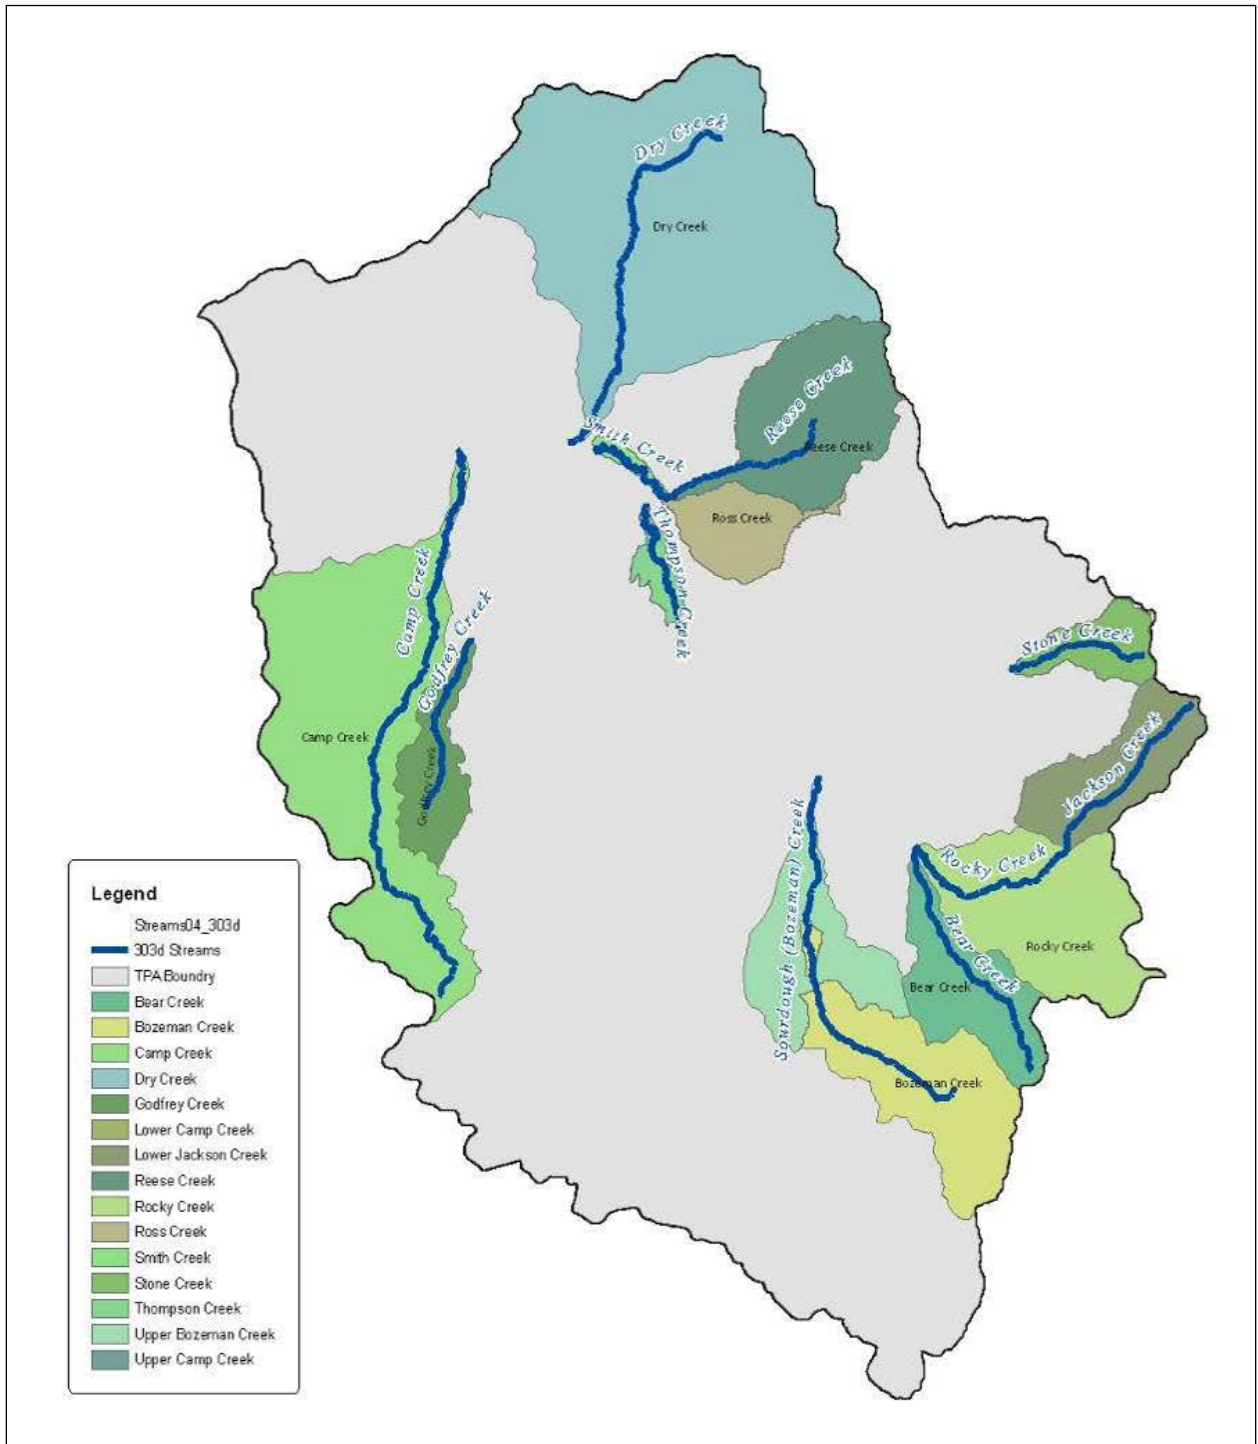 Dry Creek
Dry Creek
Reese Creek
Smith Creek
Reese Creek
Ross Creek
Thompson Creek
Camp Creek
Godfrey Creek
Stone Creek
Camp Creek
Godfrey Creek
Jackson Creek
Sourdough (Bozeman) Creek
Rocky Creek
Bear Creek
Rocky Creek
Bear Creek
Bozeman Creek
Legend
Streams04_303d
303d Streams
TPA Boundry
Bear Creek
Bozeman Creek
Camp Creek
Dry Creek
Godfrey Creek
Lower Camp Creek
Lower Jackson Creek
Reese Creek
Rocky Creek
Ross Creek
Smith Creek
Stone Creek
Thompson Creek
Upper Bozeman Creek
Upper Camp Creek